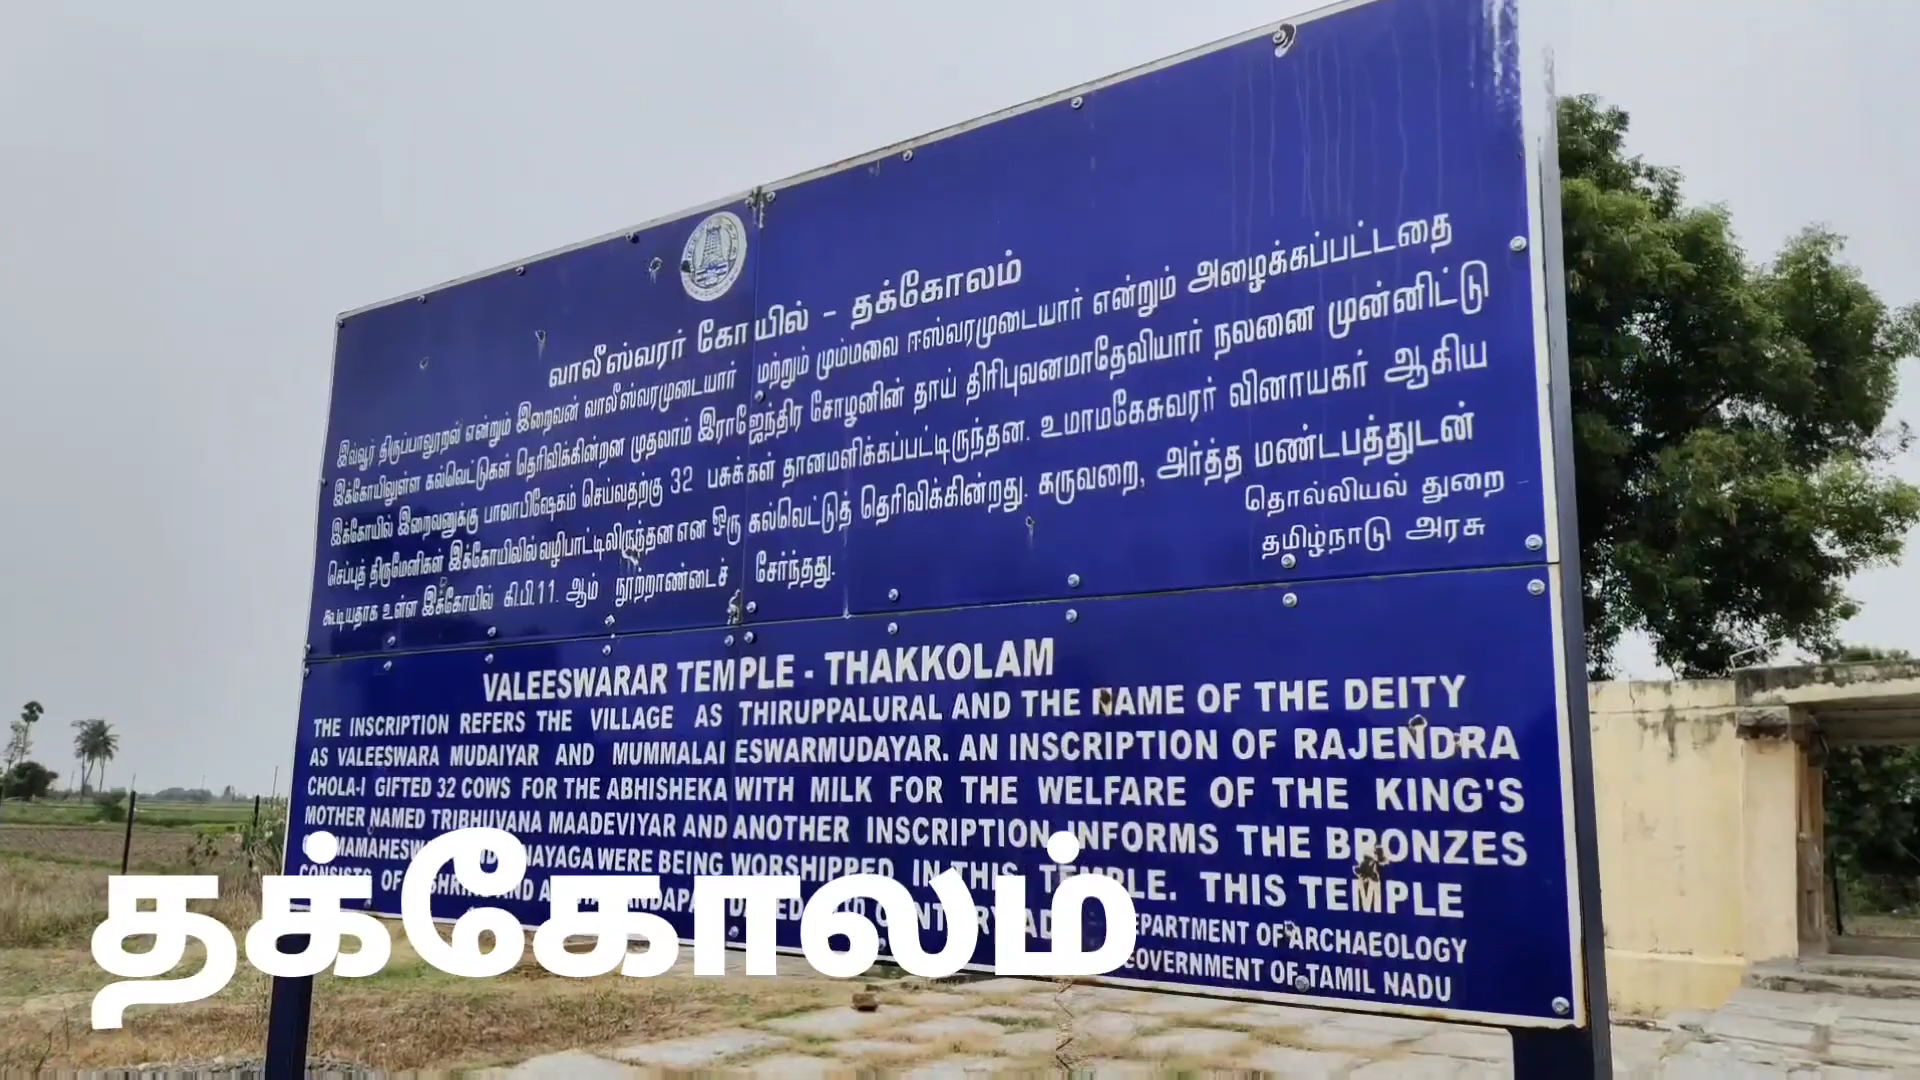 வாலீஸ்வரர் கோயில் - தக்கோலம்
இவ்வூர் திருப்பாலூறல் என்றும் இறைவன் வாலீஸ்வரமுடையார் மற்றும் மும்மலை ஈஸ்வரமுடையார் என்றும் அழைக்கப்பட்டதை
இக்கோயிலுள்ள கல்வெட்டுகள் தெரிவிக்கின்றன முதலாம் இராஜேந்திர சோழனின் தாய் திரிபுவனமாதேவியார் நலனை முன்னிட்டு
இக்கோயில் இறைவனுக்கு பாலாபிஷேகம் செய்வதற்கு 32 பசுக்கள் தானமளிக்கப்பட்டிருந்தன. உமாமகேசுவரர் வினாயகர் ஆகிய
செப்புத் திருமேனிகள் இக்கோயிலில் வழிபாட்டிலிருந்தன என ஒரு கல்வெட்டுத் தெரிவிக்கின்றது. கருவறை, அர்த்த மண்டபத்துடன்
கூடியதாக உள்ள இக்கோயில் கி.பி.11. ஆம் நூற்றாண்டைச் சேர்ந்தது.
தொல்லியல் துறை
தமிழ்நாடு அரசு
VALEESWARAR TEMPLE - THAKKOLAM
THE INSCRIPTION REFERS THE VILLAGE AS THIRUPPALURAL AND THE NAME OF THE DEITY
AS VALEESWARA MUDAIYAR AND MUMMALAI ESWARMUDAYAR. AN INSCRIPTION OF RAJENDRA
CHOLA-I GIFTED 32 COWS FOR THE ABHISHEKA WITH MILK FOR THE WELFARE OF THE KING'S
MOTHER NAMED TRIBHUVANA MAADEVIYAR AND ANOTHER INSCRIPTION INFORMS THE BRONZES
WERE BEING WORSHIPPED IN THIS TEMPLE. THIS TEMPLE
CONSISTS OF AND
DEPARTMENT OF ARCHAEOLOGY
GOVERNMENT OF TAMIL NADU
தக்கோலம்